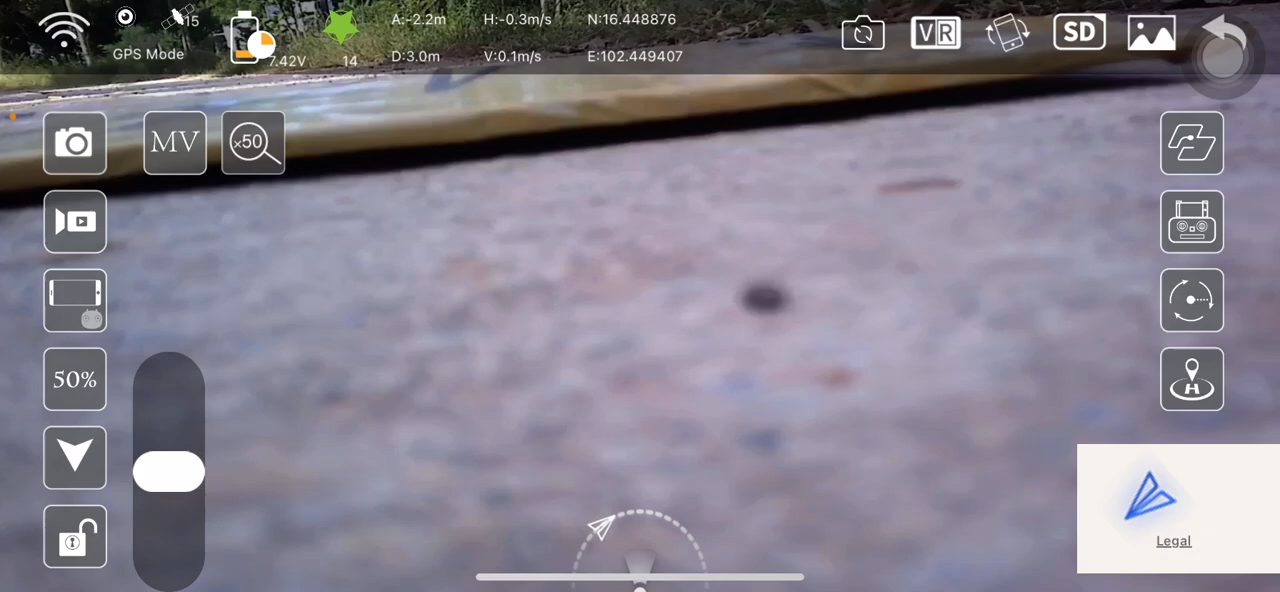 15
GPS Mode
7.42V
14
A:-2.2m H:-0.3m/s N:16.448876
D:3.0m V:0.1m/s E:102.449407
VR
SD
MV
×50
50%
H
Legal